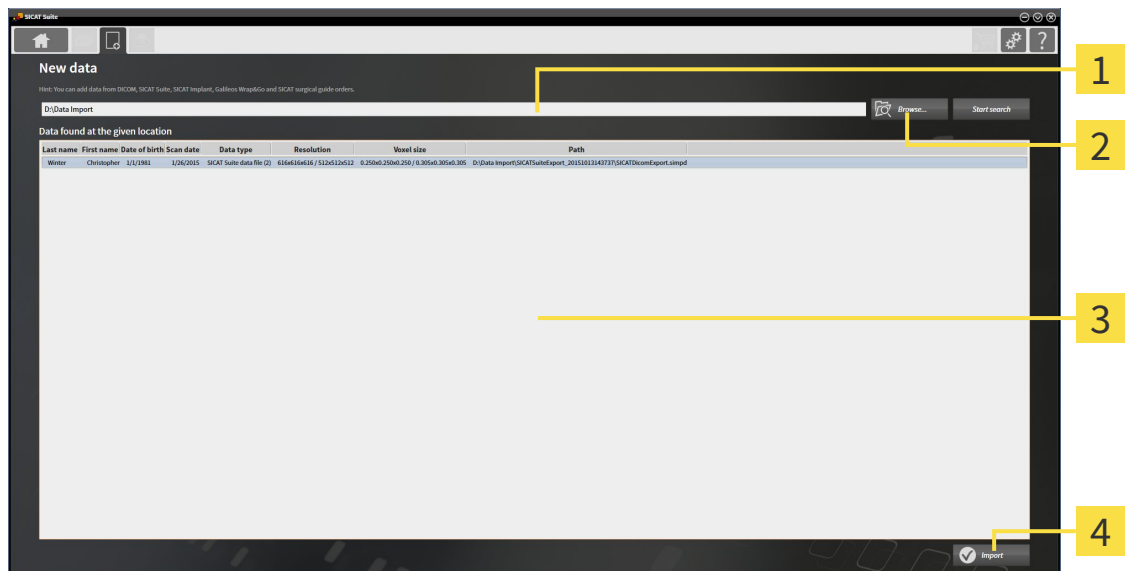 SICAT Suite
?
New data
Hint: You can add data from DICOM, SICAT Suite, SICAT Implant, Galileos Wrap&Go and SICAT surgical guide orders.
D:\Data Import
Browse...
Start search
Data found at the given location
Last name First name Date of birth Scan date Data type Resolution Voxel size Path
Winter Christopher 1/1/1981 1/26/2015 SICAT Suite data file (2) 616x616x616 / 512x512x512 0.250x0.250x0.250 / 0.305x0.305x0.305 D:\Data Import\SICATSuiteExport_20151013143737\SICATDicomExport.simpd
Import
1
2
3
4